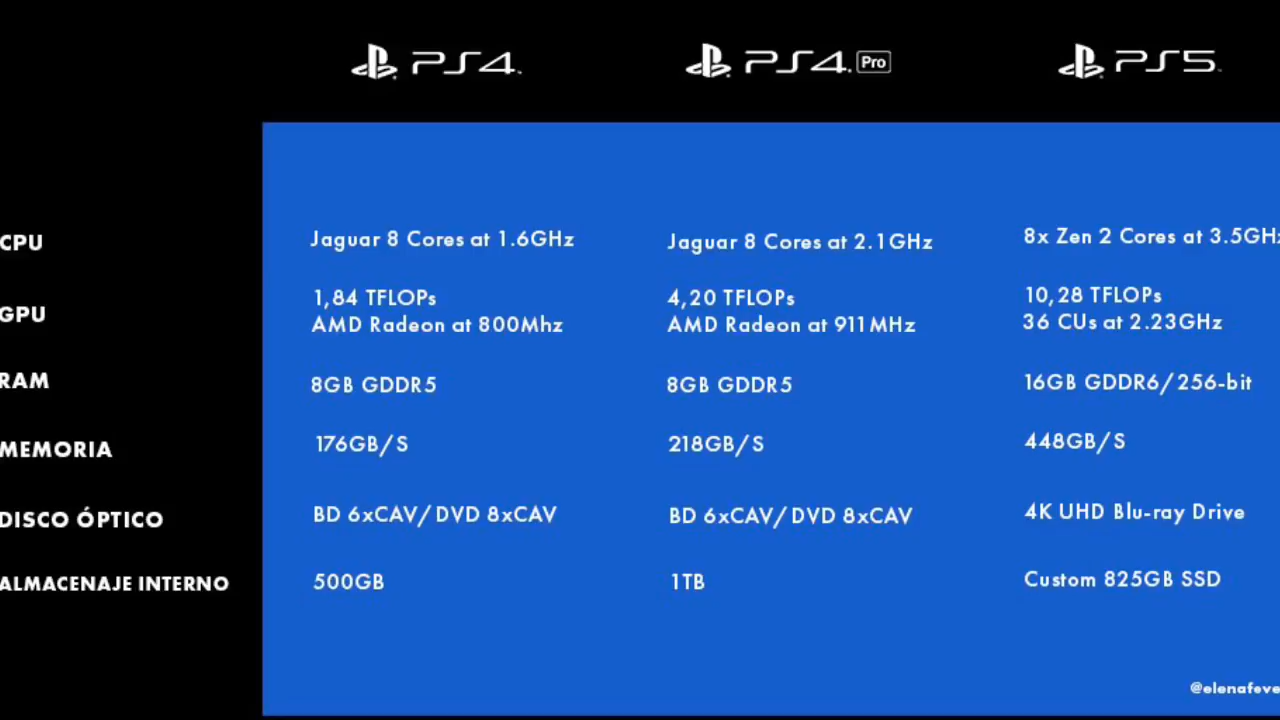 PS4
PS4 Pro
PS5
CPU
Jaguar 8 Cores at 1.6GHz
Jaguar 8 Cores at 2.1GHz
8x Zen 2 Cores at 3.5GHz
GPU
1,84 TFLOPs
AMD Radeon at 800Mhz
4,20 TFLOPs
AMD Radeon at 911MHz
10,28 TFLOPs
36 CUs at 2.23GHz
RAM
8GB GDDR5
8GB GDDR5
16GB GDDR6/256-bit
MEMORIA
176GB/S
218GB/S
448GB/S
DISCO ÓPTICO
BD 6xCAV/DVD 8xCAV
BD 6xCAV/DVD 8xCAV
4K UHD Blu-ray Drive
ALMACENAJE INTERNO
500GB
1TB
Custom 825GB SSD
@elenafeve